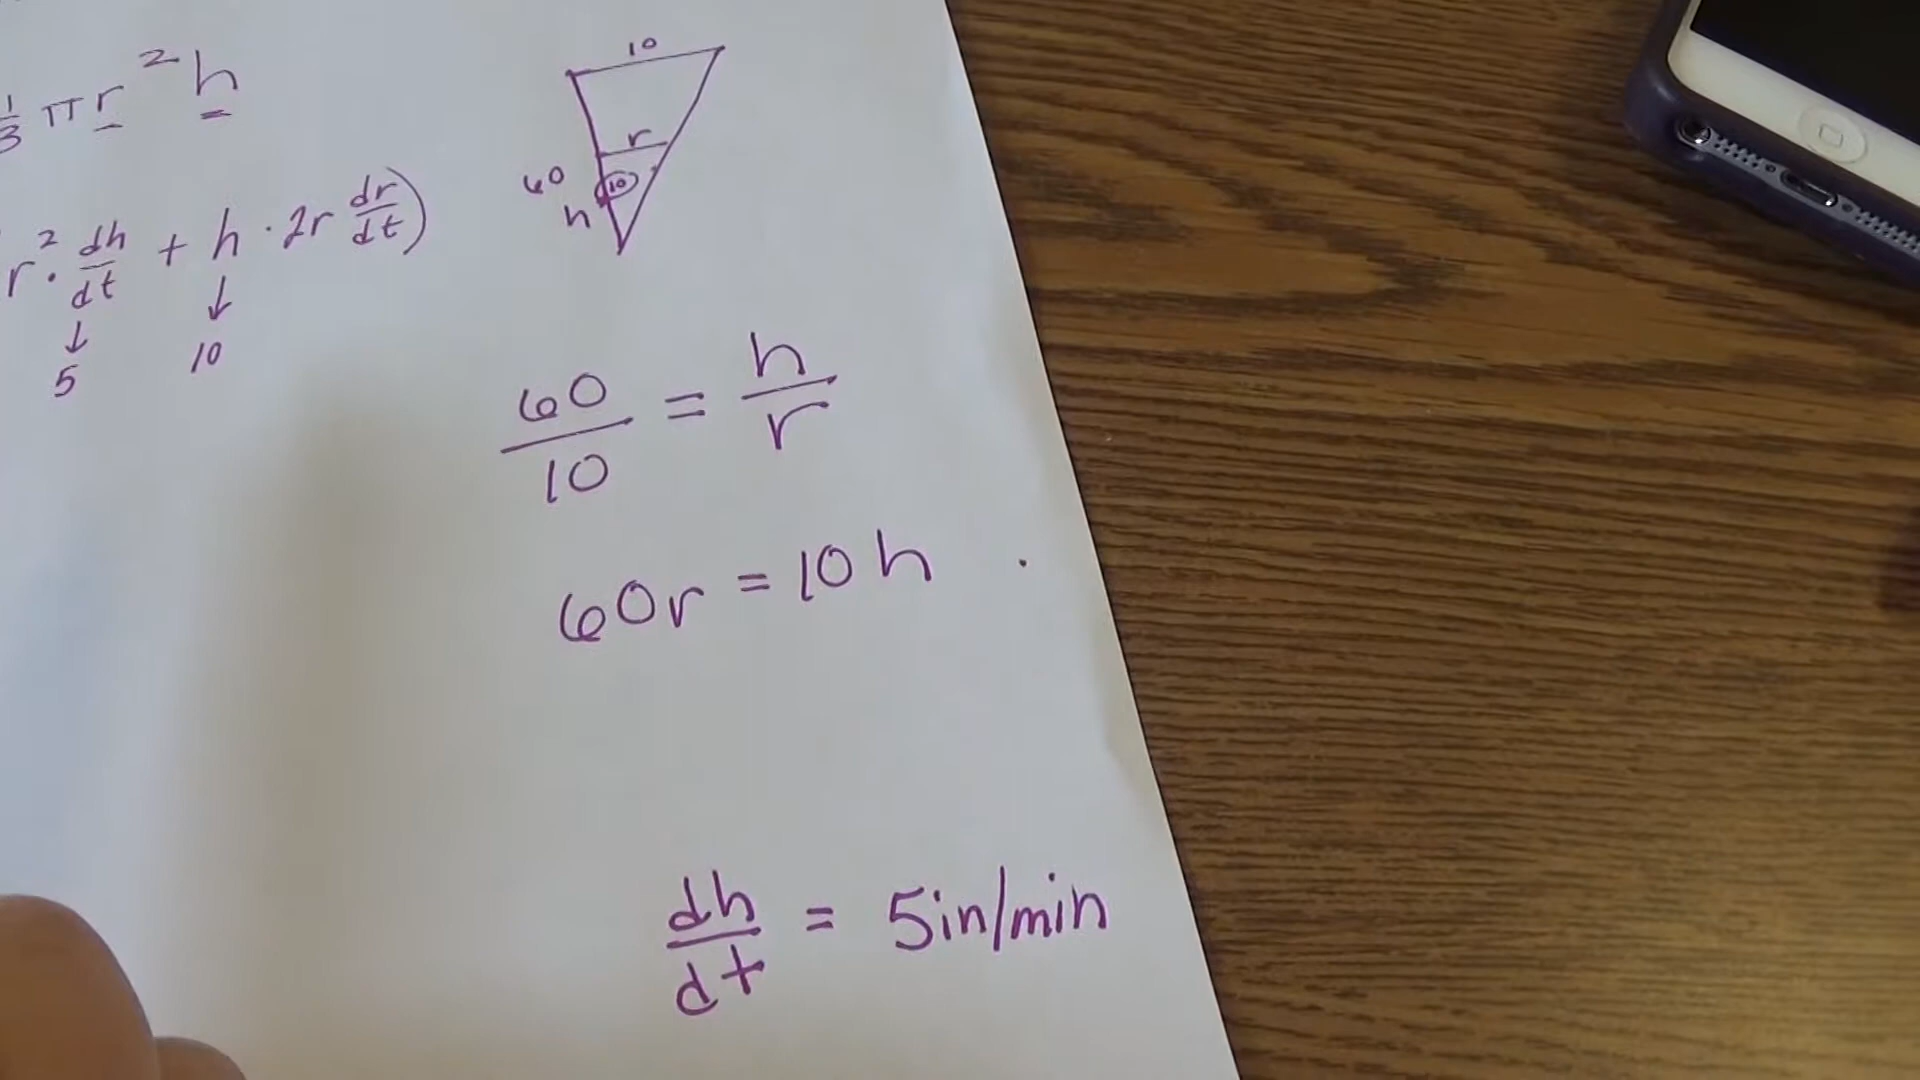 1/3 πr²h
r² · dh/dt + h · 2r dr/dt)
↓ ↓
5 10
10
r
60 10
h
60/10 = h/r
60r = 10h
dh/dt = 5in/min